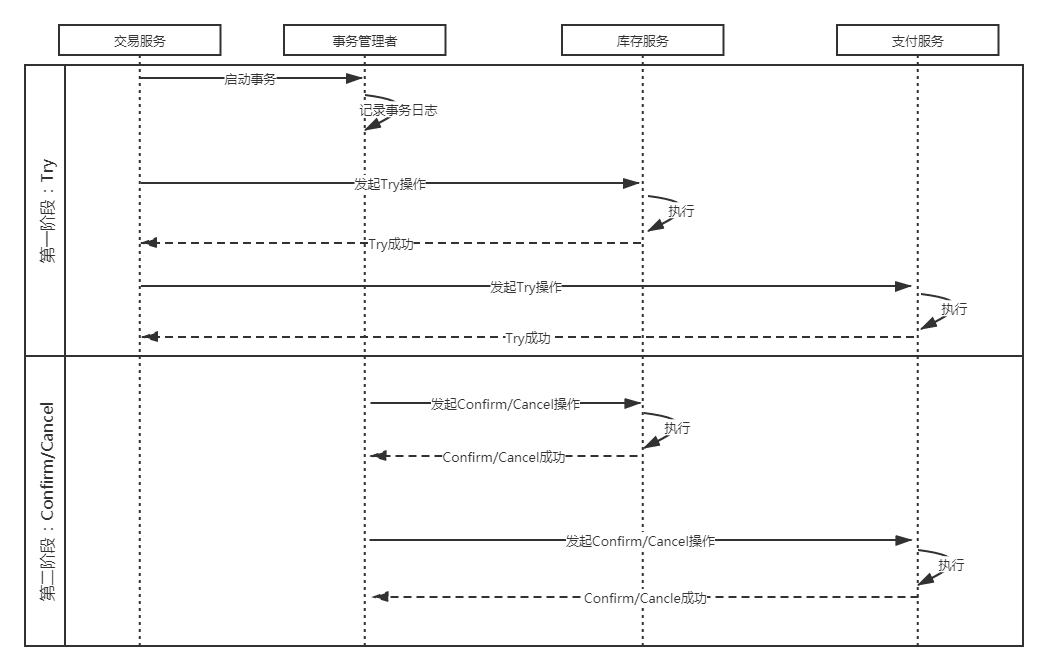 交易服务
事务管理者
库存服务
支付服务
第一阶段：Try
启动事务
记录事务日志
发起Try操作
执行
Try成功
发起Try操作
执行
Try成功
第二阶段：Confirm/Cancel
发起Confirm/Cancel操作
执行
Confirm/Cancel成功
发起Confirm/Cancel操作
执行
Confirm/Cancle成功